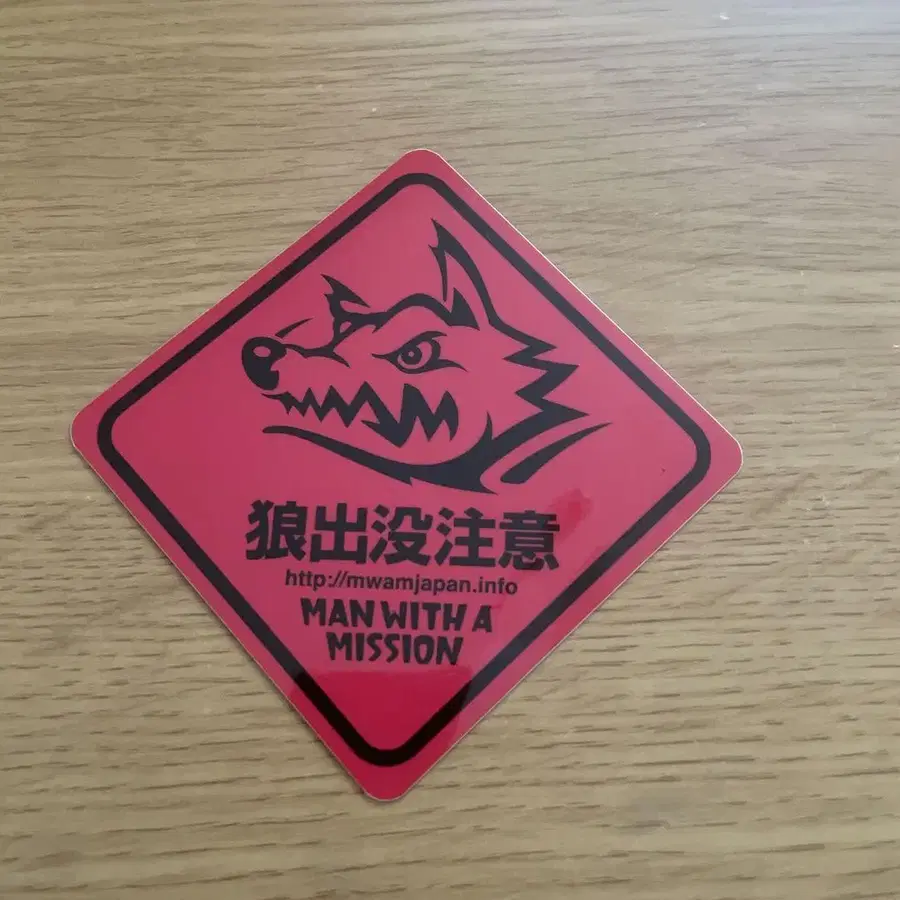 狼出没注意
http://mwamjapan.info
MAN WITH A
MISSION